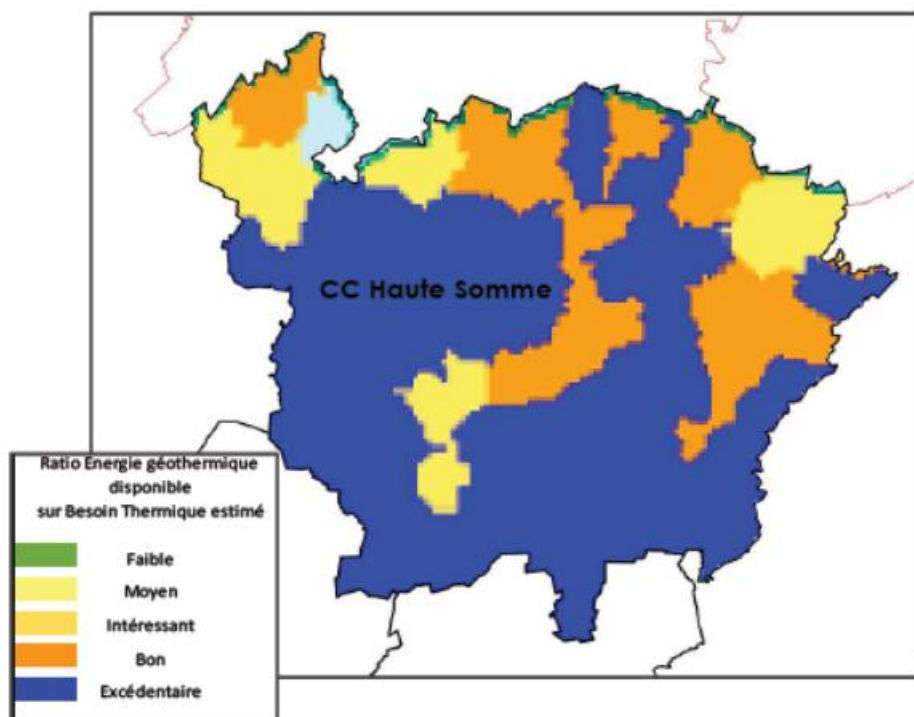 CC Haute Somme
Ratio Energie géothermique
disponible
sur Besoin Thermique estimé
Faible
Moyen
Intéressant
Bon
Excédentaire